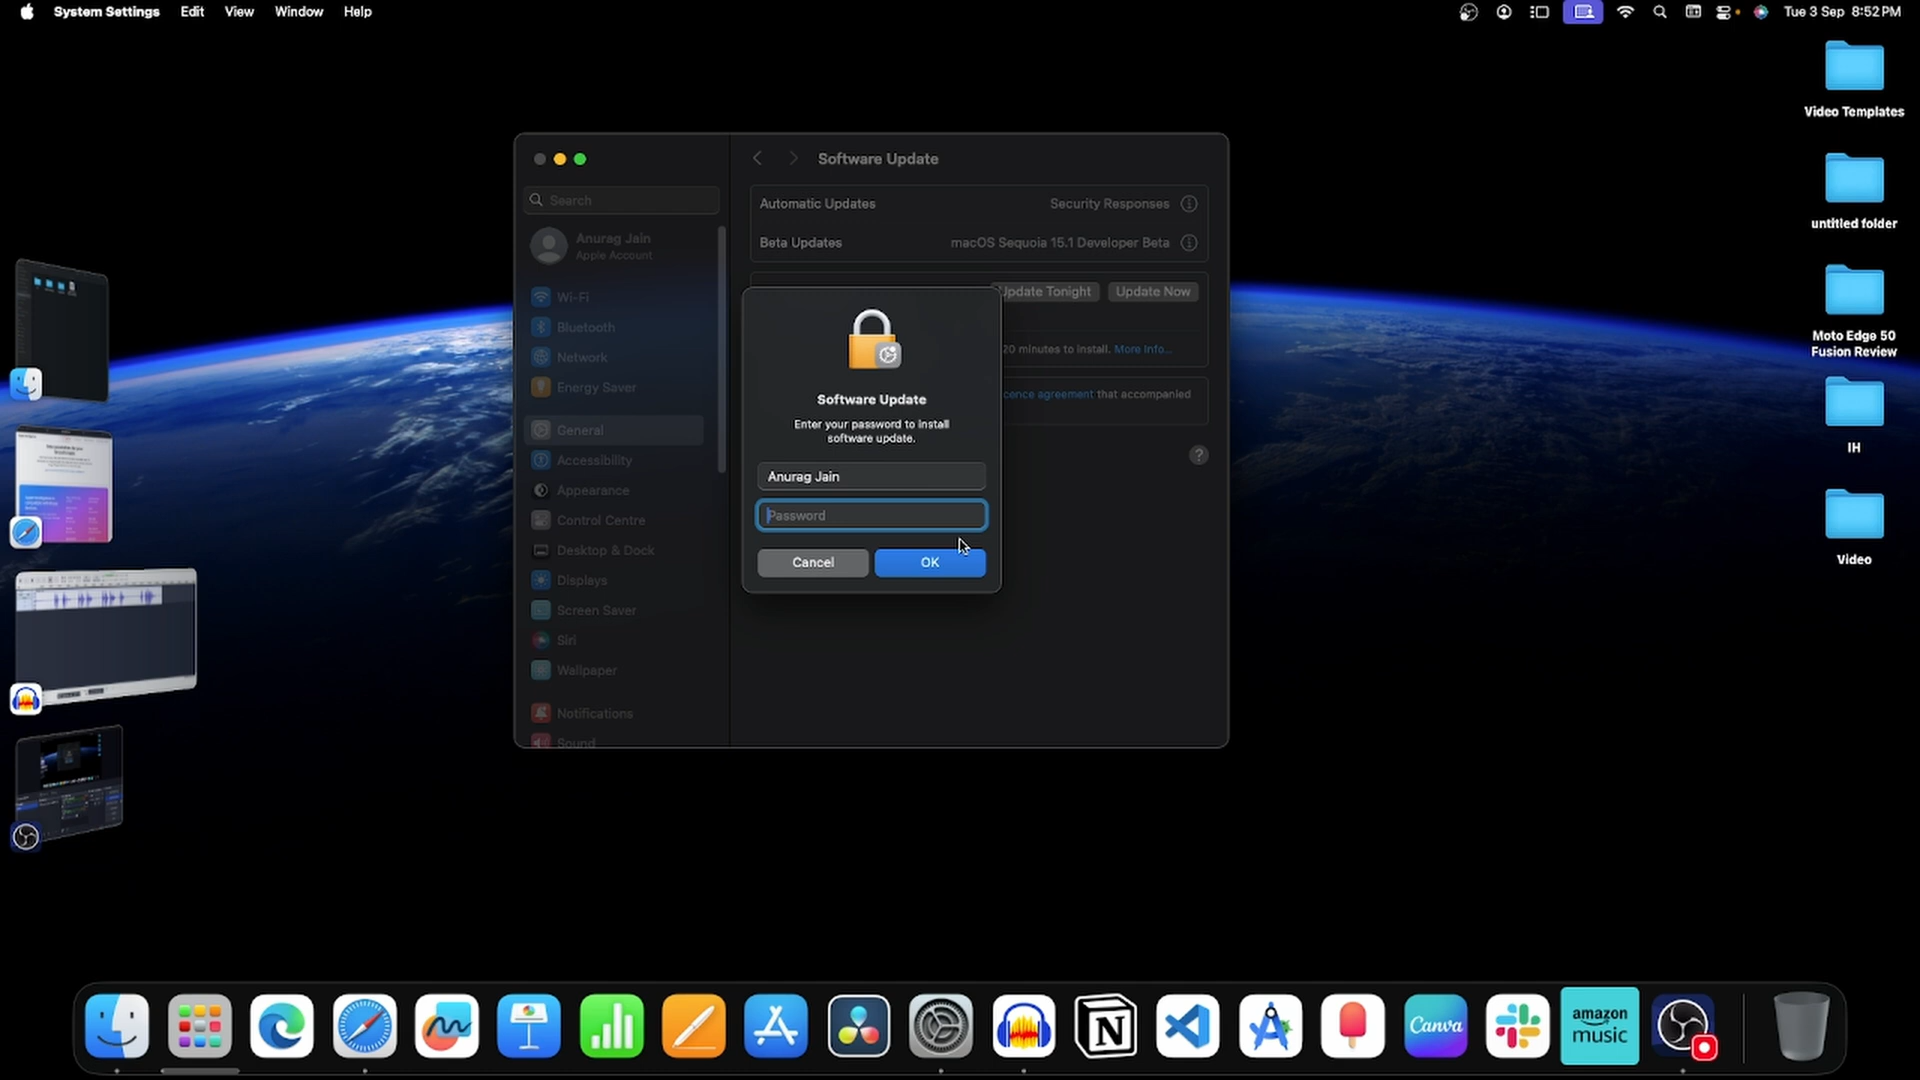 System Settings Edit View Window Help
Tue 3 Sep 8:52 PM
Video Templates
untitled folder
Moto Edge 50
Fusion Review
IH
Video
Search
Anurag Jain
Apple Account
Wi-Fi
Bluetooth
Network
Energy Saver
General
Accessibility
Appearance
Control Centre
Desktop & Dock
Displays
Screen Saver
Siri
Wallpaper
Notifications
Sound
Software Update
Automatic Updates Security Responses
Beta Updates macOS Sequoia 15.1 Developer Beta
Update Tonight Update Now
20 minutes to install. More info...
cence agreement that accompanied
?
Software Update
Enter your password to install
software update.
Anurag Jain
Password
Cancel OK
N
Canva
amazon
music